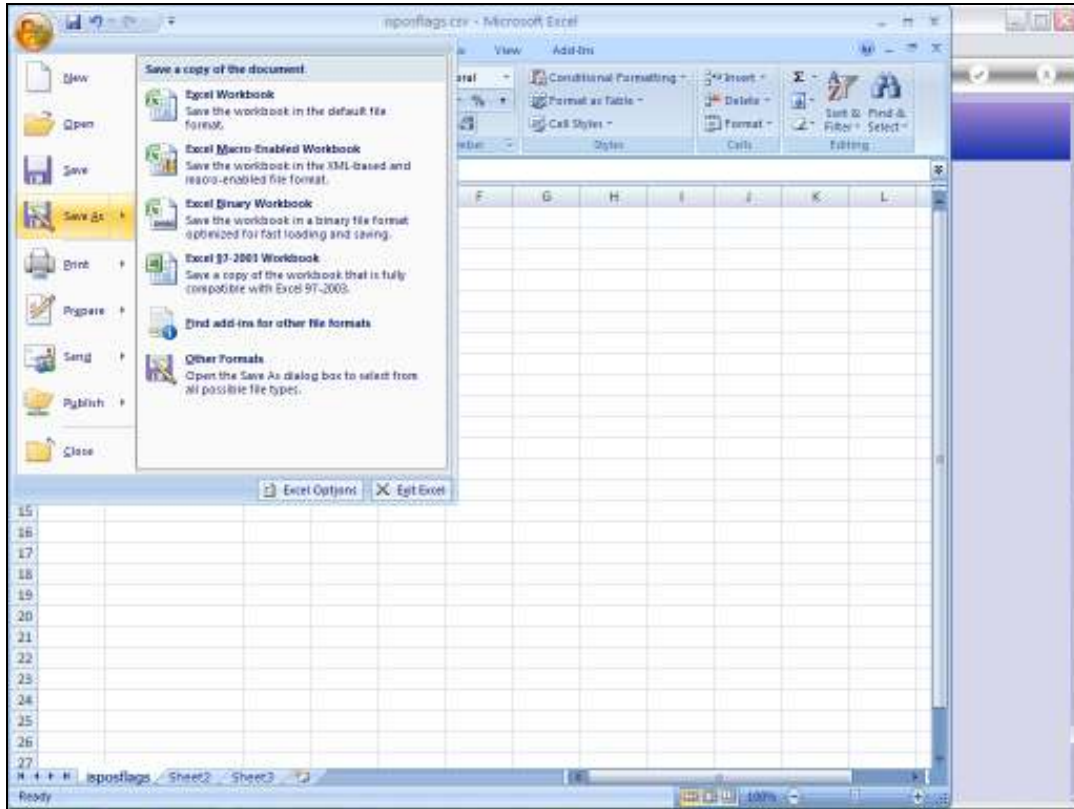 isposflags.csv - Microsoft Excel
View Add-Ins
New
Open
Save
Save As
Print
Prepare
Send
Publish
Close
Save a copy of the document
Excel Workbook
Save the workbook in the default file
format.
Excel Macro-Enabled Workbook
Save the workbook in the XML-based and
macro-enabled file format.
Excel Binary Workbook
Save the workbook in a binary file format
optimized for fast loading and saving.
Excel 97-2003 Workbook
Save a copy of the workbook that is fully
compatible with Excel 97-2003.
Find add-ins for other file formats
Other Formats
Open the Save As dialog box to select from
all possible file types.
Excel Options
Exit Excel
Conditional Formatting
Format as Table
Cell Styles
Styles
Insert
Delete
Format
Cells
Σ
Sort &
Filter
Find &
Select
Editing
F G H I J K L
15
16
17
18
19
20
21
22
23
24
25
26
27
isposflags Sheet2 Sheet3
Ready
100%